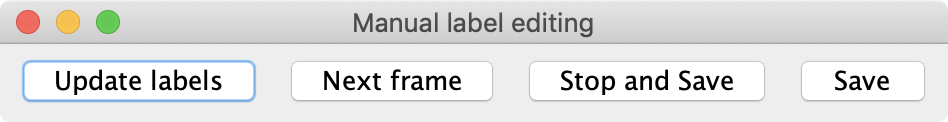 Manual label editing
Update labels
Next frame
Stop and Save
Save